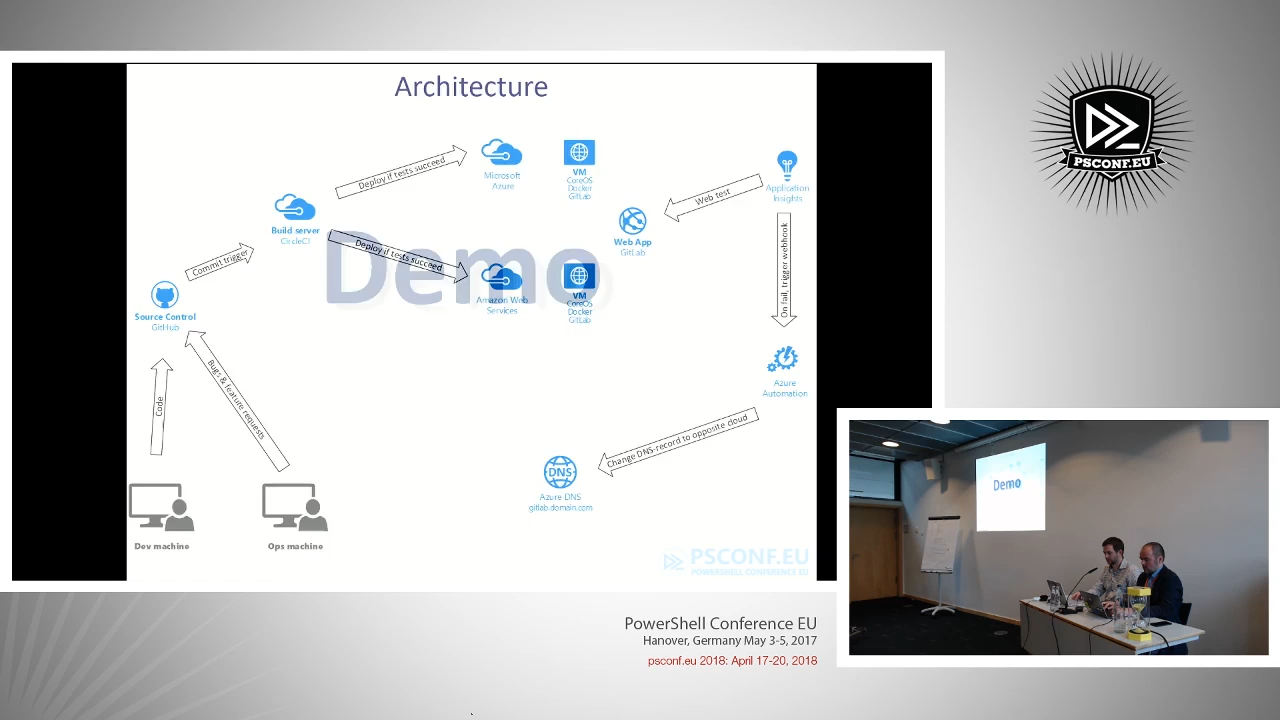 Architecture
Deploy if tests succeed
Microsoft
Azure
VM
CoreOS
Docker
GitLab
Application
Insights
Web test
Build server
CircleCI
Web App
GitLab
Commit trigger
Demo
Deploy if tests succeed
Amazon Web
Services
VM
CoreOS
Docker
GitLab
On fail, trigger webhook
Source Control
GitHub
Azure
Automation
Code
Bugs & feature requests
Change DNS-record to opposite cloud
DNS
Azure DNS
gitlab.domain.com
Dev machine
Ops machine
PSCONF.EU
POWERSHELL CONFERENCE EU
PSCONF.EU
Demo
PowerShell Conference EU
Hanover, Germany May 3-5, 2017
psconf.eu 2018: April 17-20, 2018